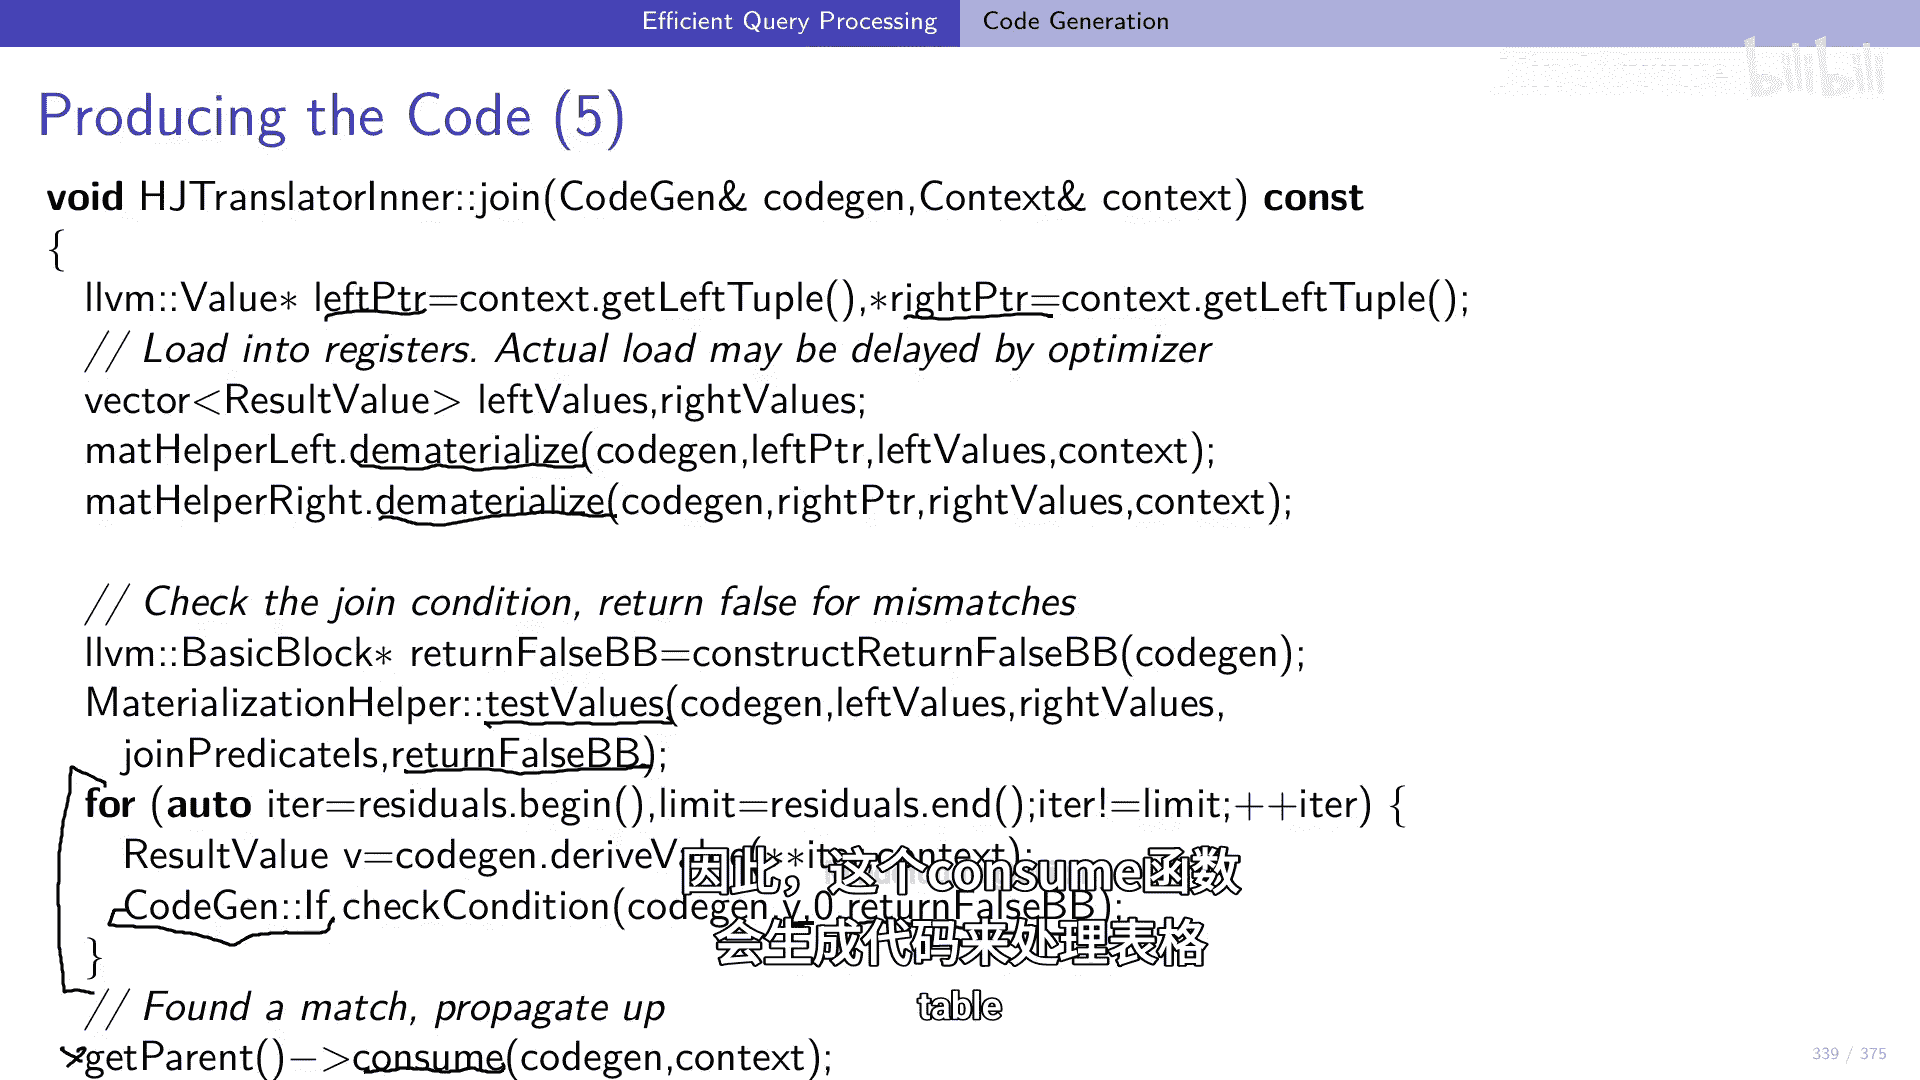 Efficient Query Processing Code Generation
bilibili
Producing the Code (5)
void HJTranslatorInner::join(CodeGen& codegen,Context& context) const
{
llvm::Value* leftPtr=context.getLeftTuple(),*rightPtr=context.getLeftTuple();
// Load into registers. Actual load may be delayed by optimizer
vector<ResultValue> leftValues,rightValues;
matHelperLeft.dematerialize(codegen,leftPtr,leftValues,context);
matHelperRight.dematerialize(codegen,rightPtr,rightValues,context);
// Check the join condition, return false for mismatches
llvm::BasicBlock* returnFalseBB=constructReturnFalseBB(codegen);
MaterializationHelper::testValues(codegen,leftValues,rightValues,
joinPredicateIs,returnFalseBB);
for (auto iter=residuals.begin(),limit=residuals.end();iter!=limit;++iter) {
ResultValue v=codegen.deriveValue(**iter,context);
因此，这个consume函数
CodeGen::If checkCondition(codegen,v,0,returnFalseBB);
会生成代码来处理表格
}
// Found a match, propagate up
table
getParent()->consume(codegen,context);
339 / 375